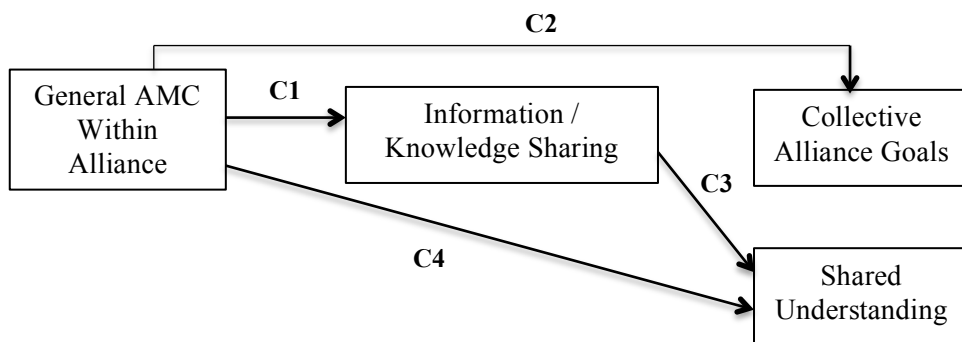 C2
General AMC
Within
Alliance
C1
Information /
Knowledge Sharing
Collective
Alliance Goals
C3
C4
Shared
Understanding